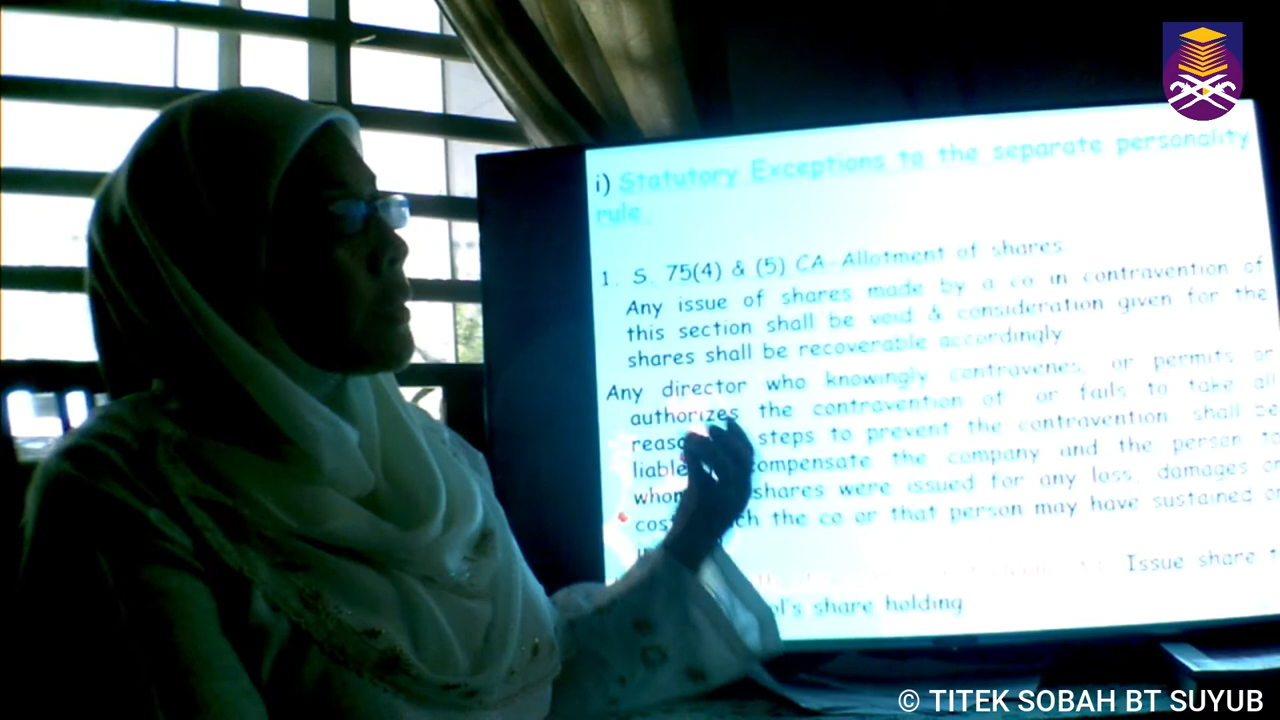 i) Statutory Exceptions to the separate personality
rule.
1. S. 75(4) & (5) CA-Allotment of shares
Any issue of shares made by a co in contravention of
this section shall be void & consideration given for the
shares shall be recoverable accordingly
Any director who knowingly contravenes, or permits or
authorizes the contravention of or fails to take all
steps to prevent the contravention shall be
liable compensate the company and the person to
shares were issued for any loss, damages or
the co or that person may have sustained or
Issue share
share holding
© TITEK SOBAH BT SUYUB